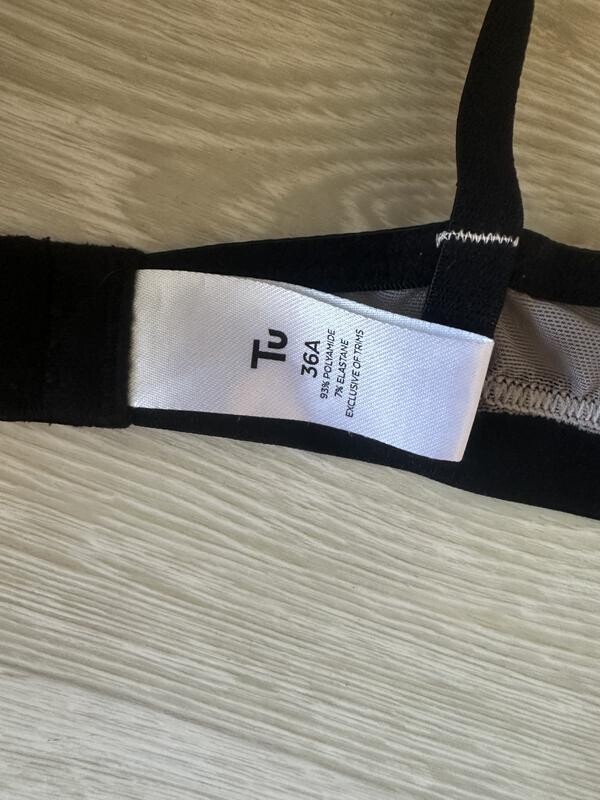 Tu
36A
93% POLYAMIDE
7% ELASTANE
EXCLUSIVE OF TRIMS